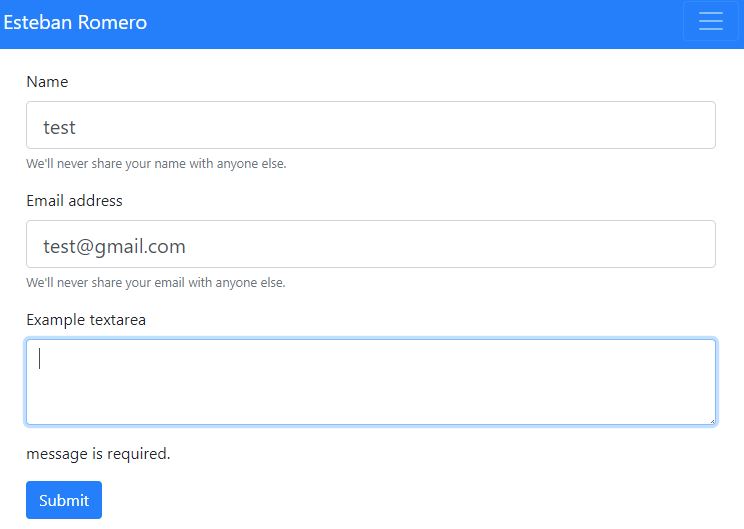 Esteban Romero
Name
test
We'll never share your name with anyone else.
Email address
test@gmail.com
We'll never share your email with anyone else.
Example textarea
message is required.
Submit